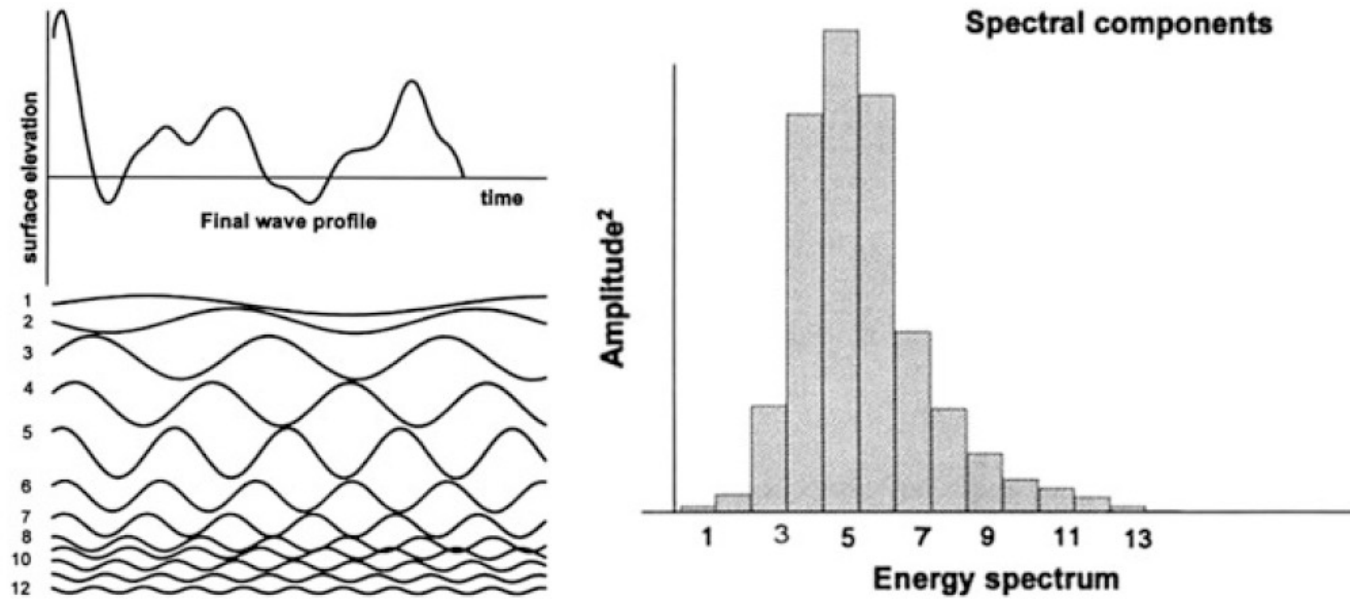 surface elevation
time
Final wave profile
1
2
3
4
5
6
7
8
10
12
Spectral components
Amplitude²
1 3 5 7 9 11 13
Energy spectrum